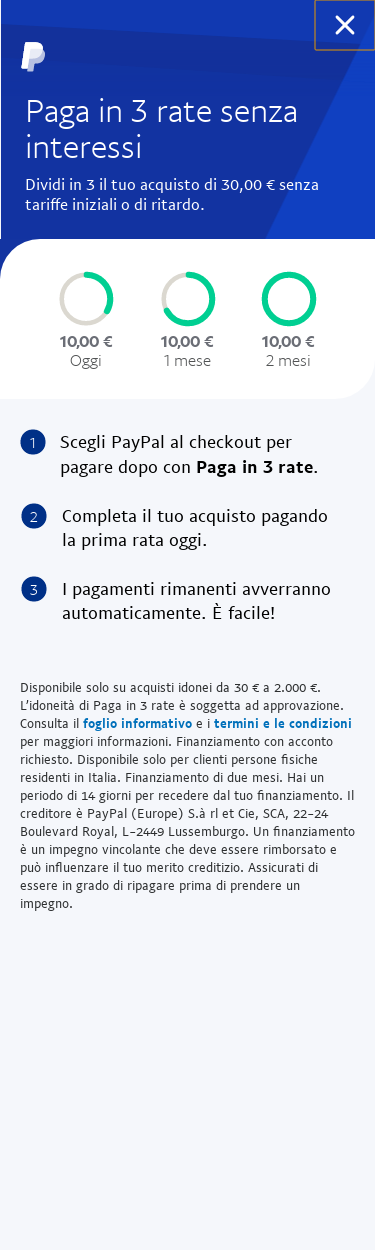 Paga in 3 rate senza
interessi
Dividi in 3 il tuo acquisto di 30,00 € senza
tariffe iniziali o di ritardo.
10,00 € 10,00 € 10,00 €
Oggi 1 mese 2 mesi
1 Scegli PayPal al checkout per
pagare dopo con Paga in 3 rate.
2 Completa il tuo acquisto pagando
la prima rata oggi.
3 I pagamenti rimanenti avverranno
automaticamente. È facile!
Disponibile solo su acquisti idonei da 30 € a 2.000 €.
L'idoneità di Paga in 3 rate è soggetta ad approvazione.
Consulta il foglio informativo e i termini e le condizioni
per maggiori informazioni. Finanziamento con acconto
richiesto. Disponibile solo per clienti persone fisiche
residenti in Italia. Finanziamento di due mesi. Hai un
periodo di 14 giorni per recedere dal tuo finanziamento. Il
creditore è PayPal (Europe) S.à rl et Cie, SCA, 22-24
Boulevard Royal, L-2449 Lussemburgo. Un finanziamento
è un impegno vincolante che deve essere rimborsato e
può influenzare il tuo merito creditizio. Assicurati di
essere in grado di ripagare prima di prendere un
impegno.